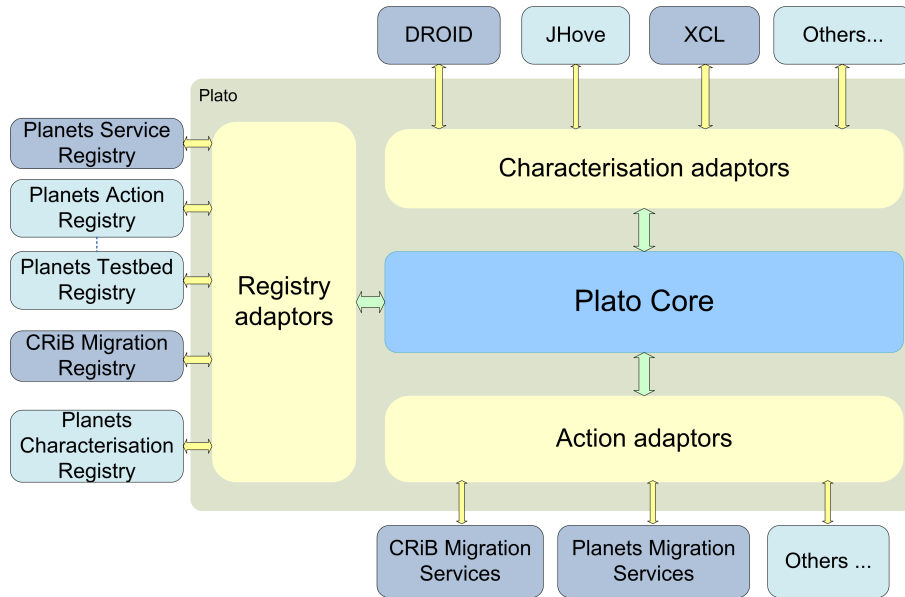 DROID
JHove
XCL
Others...
Plato
Planets Service
Registry
Characterisation adaptors
Planets Action
Registry
Planets Testbed
Registry
Registry
adaptors
Plato Core
CRiB Migration
Registry
Planets
Characterisation
Registry
Action adaptors
CRiB Migration
Services
Planets Migration
Services
Others ...